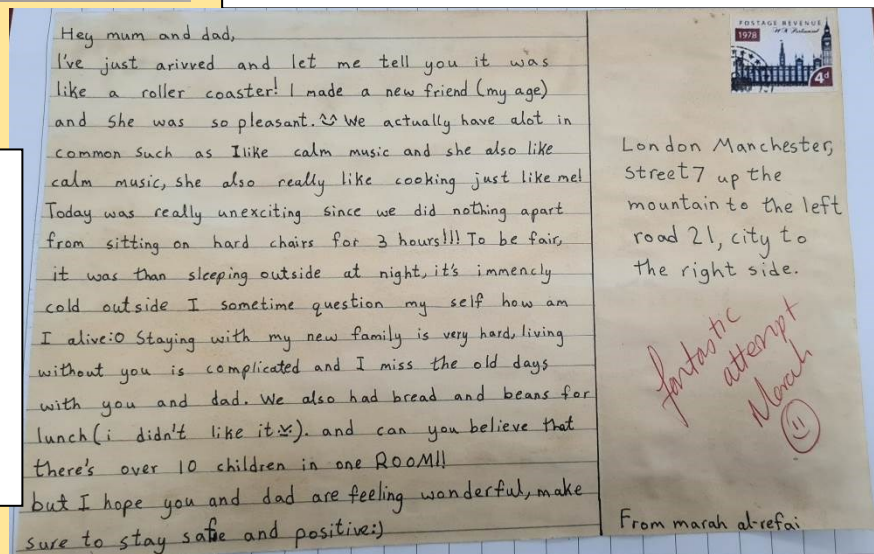 Hey mum and dad,
I've just arivved and let me tell you it was
like a roller coaster! I made a new friend (my age)
and She was so pleasant. We actually have alot in
common Such as Ilike calm music and she also like
calm music, she also really like cooking just like me!
Today was really unexciting since we did nothing apart
from sitting on hard chairs for 3 hours!!! To be fair,
it was than sleeping outside at night, it's immencly
cold outside I sometime question my self how am
I alive:O Staying with my new family is very hard, living
without you is complicated and I miss the old days
with you and dad. We also had bread and beans for
lunch (i didn't like it). and can you believe that
there's over 10 children in one ROOM!!
but I hope you and dad are feeling wonderful, make
sure to stay safe and positive:)
POSTAGE REVENUE
1978
4d
London Manchester,
Street 7 up the
mountain to the left
road 21, city to
the right side.
fantastic
attempt
Marah
From marah al-refai